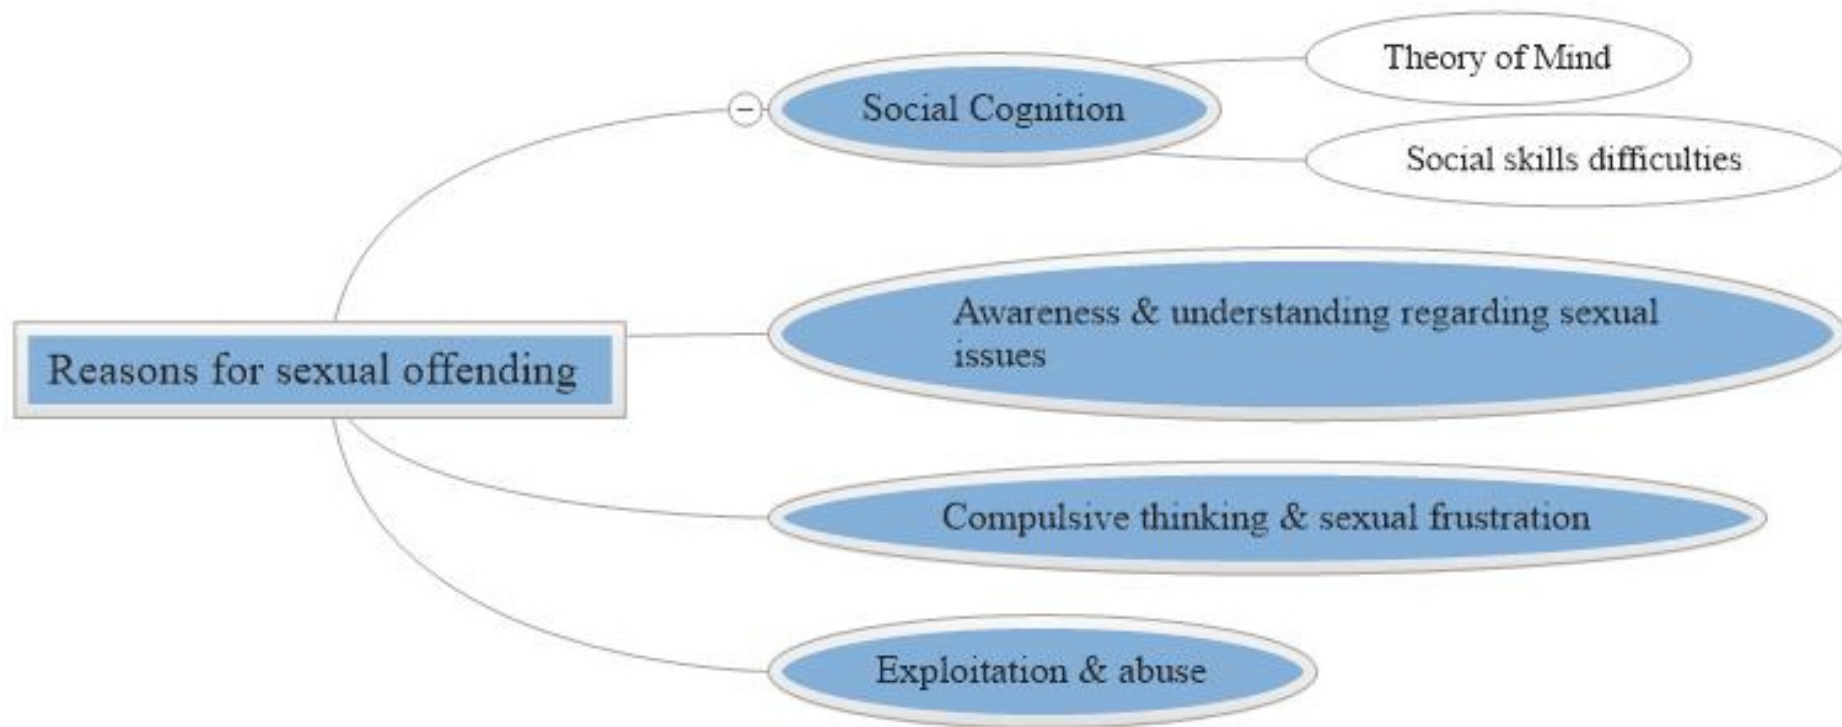 Theory of Mind
Social Cognition
Social skills difficulties
Awareness & understanding regarding sexual
issues
Reasons for sexual offending
Compulsive thinking & sexual frustration
Exploitation & abuse